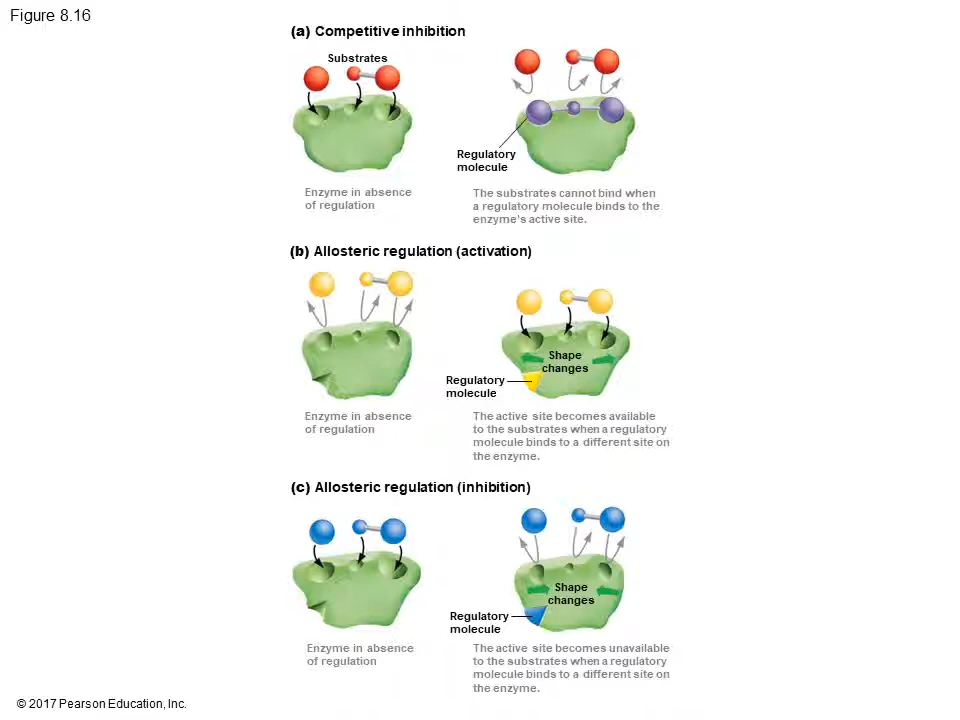 Figure 8.16
(a) Competitive inhibition
Substrates
Regulatory
molecule
Enzyme in absence
of regulation
The substrates cannot bind when
a regulatory molecule binds to the
enzyme's active site.
(b) Allosteric regulation (activation)
Shape
changes
Regulatory
molecule
Enzyme in absence
of regulation
The active site becomes available
to the substrates when a regulatory
molecule binds to a different site on
the enzyme.
(c) Allosteric regulation (inhibition)
Shape
changes
Regulatory
molecule
Enzyme in absence
of regulation
The active site becomes unavailable
to the substrates when a regulatory
molecule binds to a different site on
the enzyme.
© 2017 Pearson Education, Inc.